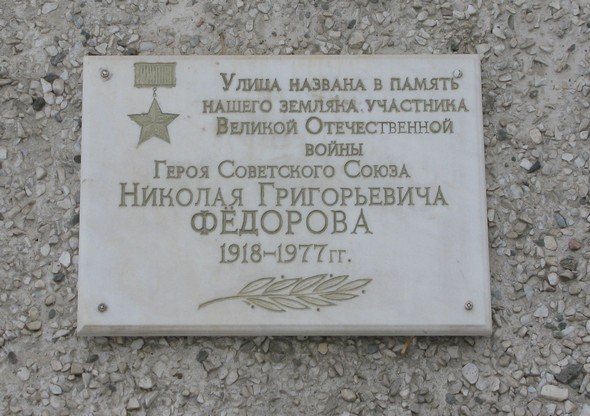 Улица названа в память
нашего земляка участника
Великой Отечественной
войны
Героя Советского Союза
Николая Григорьевича
Фёдорова
1918–1977 гг.